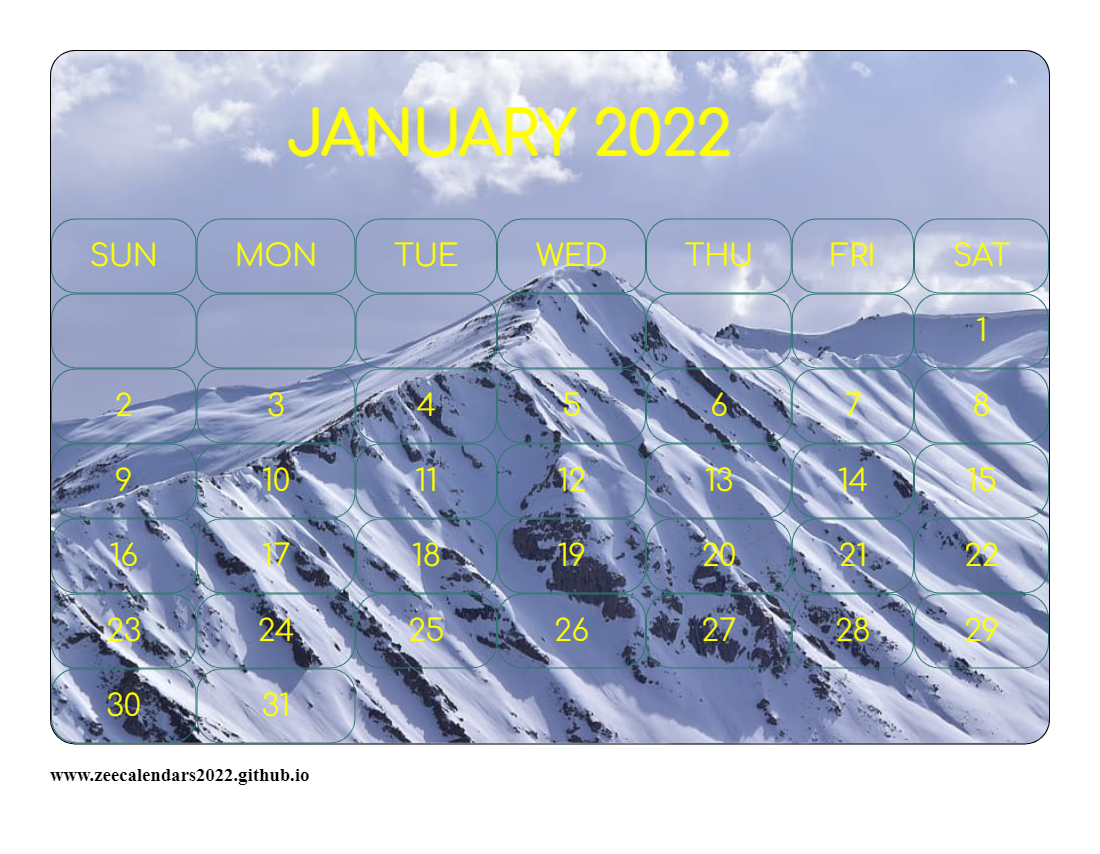 JANUARY 2022
SUN MON TUE WED THU FRI SAT
1
2 3 4 5 6 7 8
9 10 11 12 13 14 15
16 17 18 19 20 21 22
23 24 25 26 27 28 29
30 31
www.zeecalendars2022.github.io